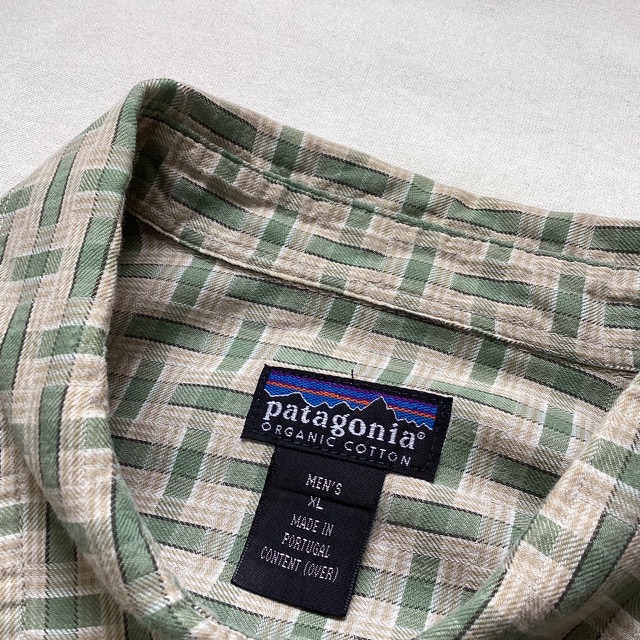 patagonia®
ORGANIC COTTON
MEN'S
XL
MADE IN
PORTUGAL
CONTENT (OVER)